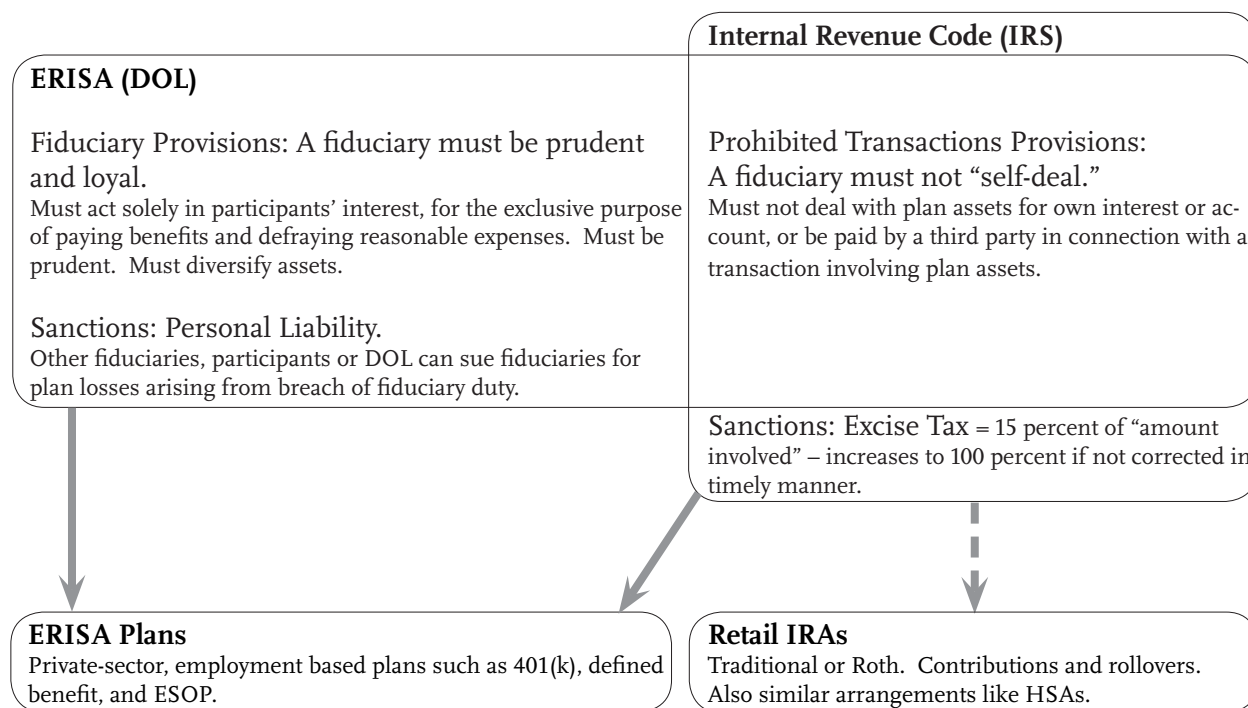 Internal Revenue Code (IRS)
ERISA (DOL)
Fiduciary Provisions: A fiduciary must be prudent
and loyal.
Must act solely in participants’ interest, for the exclusive purpose
of paying benefits and defraying reasonable expenses.  Must be
prudent.  Must diversify assets.
Sanctions: Personal Liability.
Other fiduciaries, participants or DOL can sue fiduciaries for
plan losses arising from breach of fiduciary duty.
Prohibited Transactions Provisions:
A fiduciary must not “self-deal.”
Must not deal with plan assets for own interest or ac-
count, or be paid by a third party in connection with a
transaction involving plan assets.
Sanctions: Excise Tax = 15 percent of “amount
involved” – increases to 100 percent if not corrected in
timely manner.
ERISA Plans
Private-sector, employment based plans such as 401(k), defined
benefit, and ESOP.
Retail IRAs
Traditional or Roth.  Contributions and rollovers.
Also similar arrangements like HSAs.